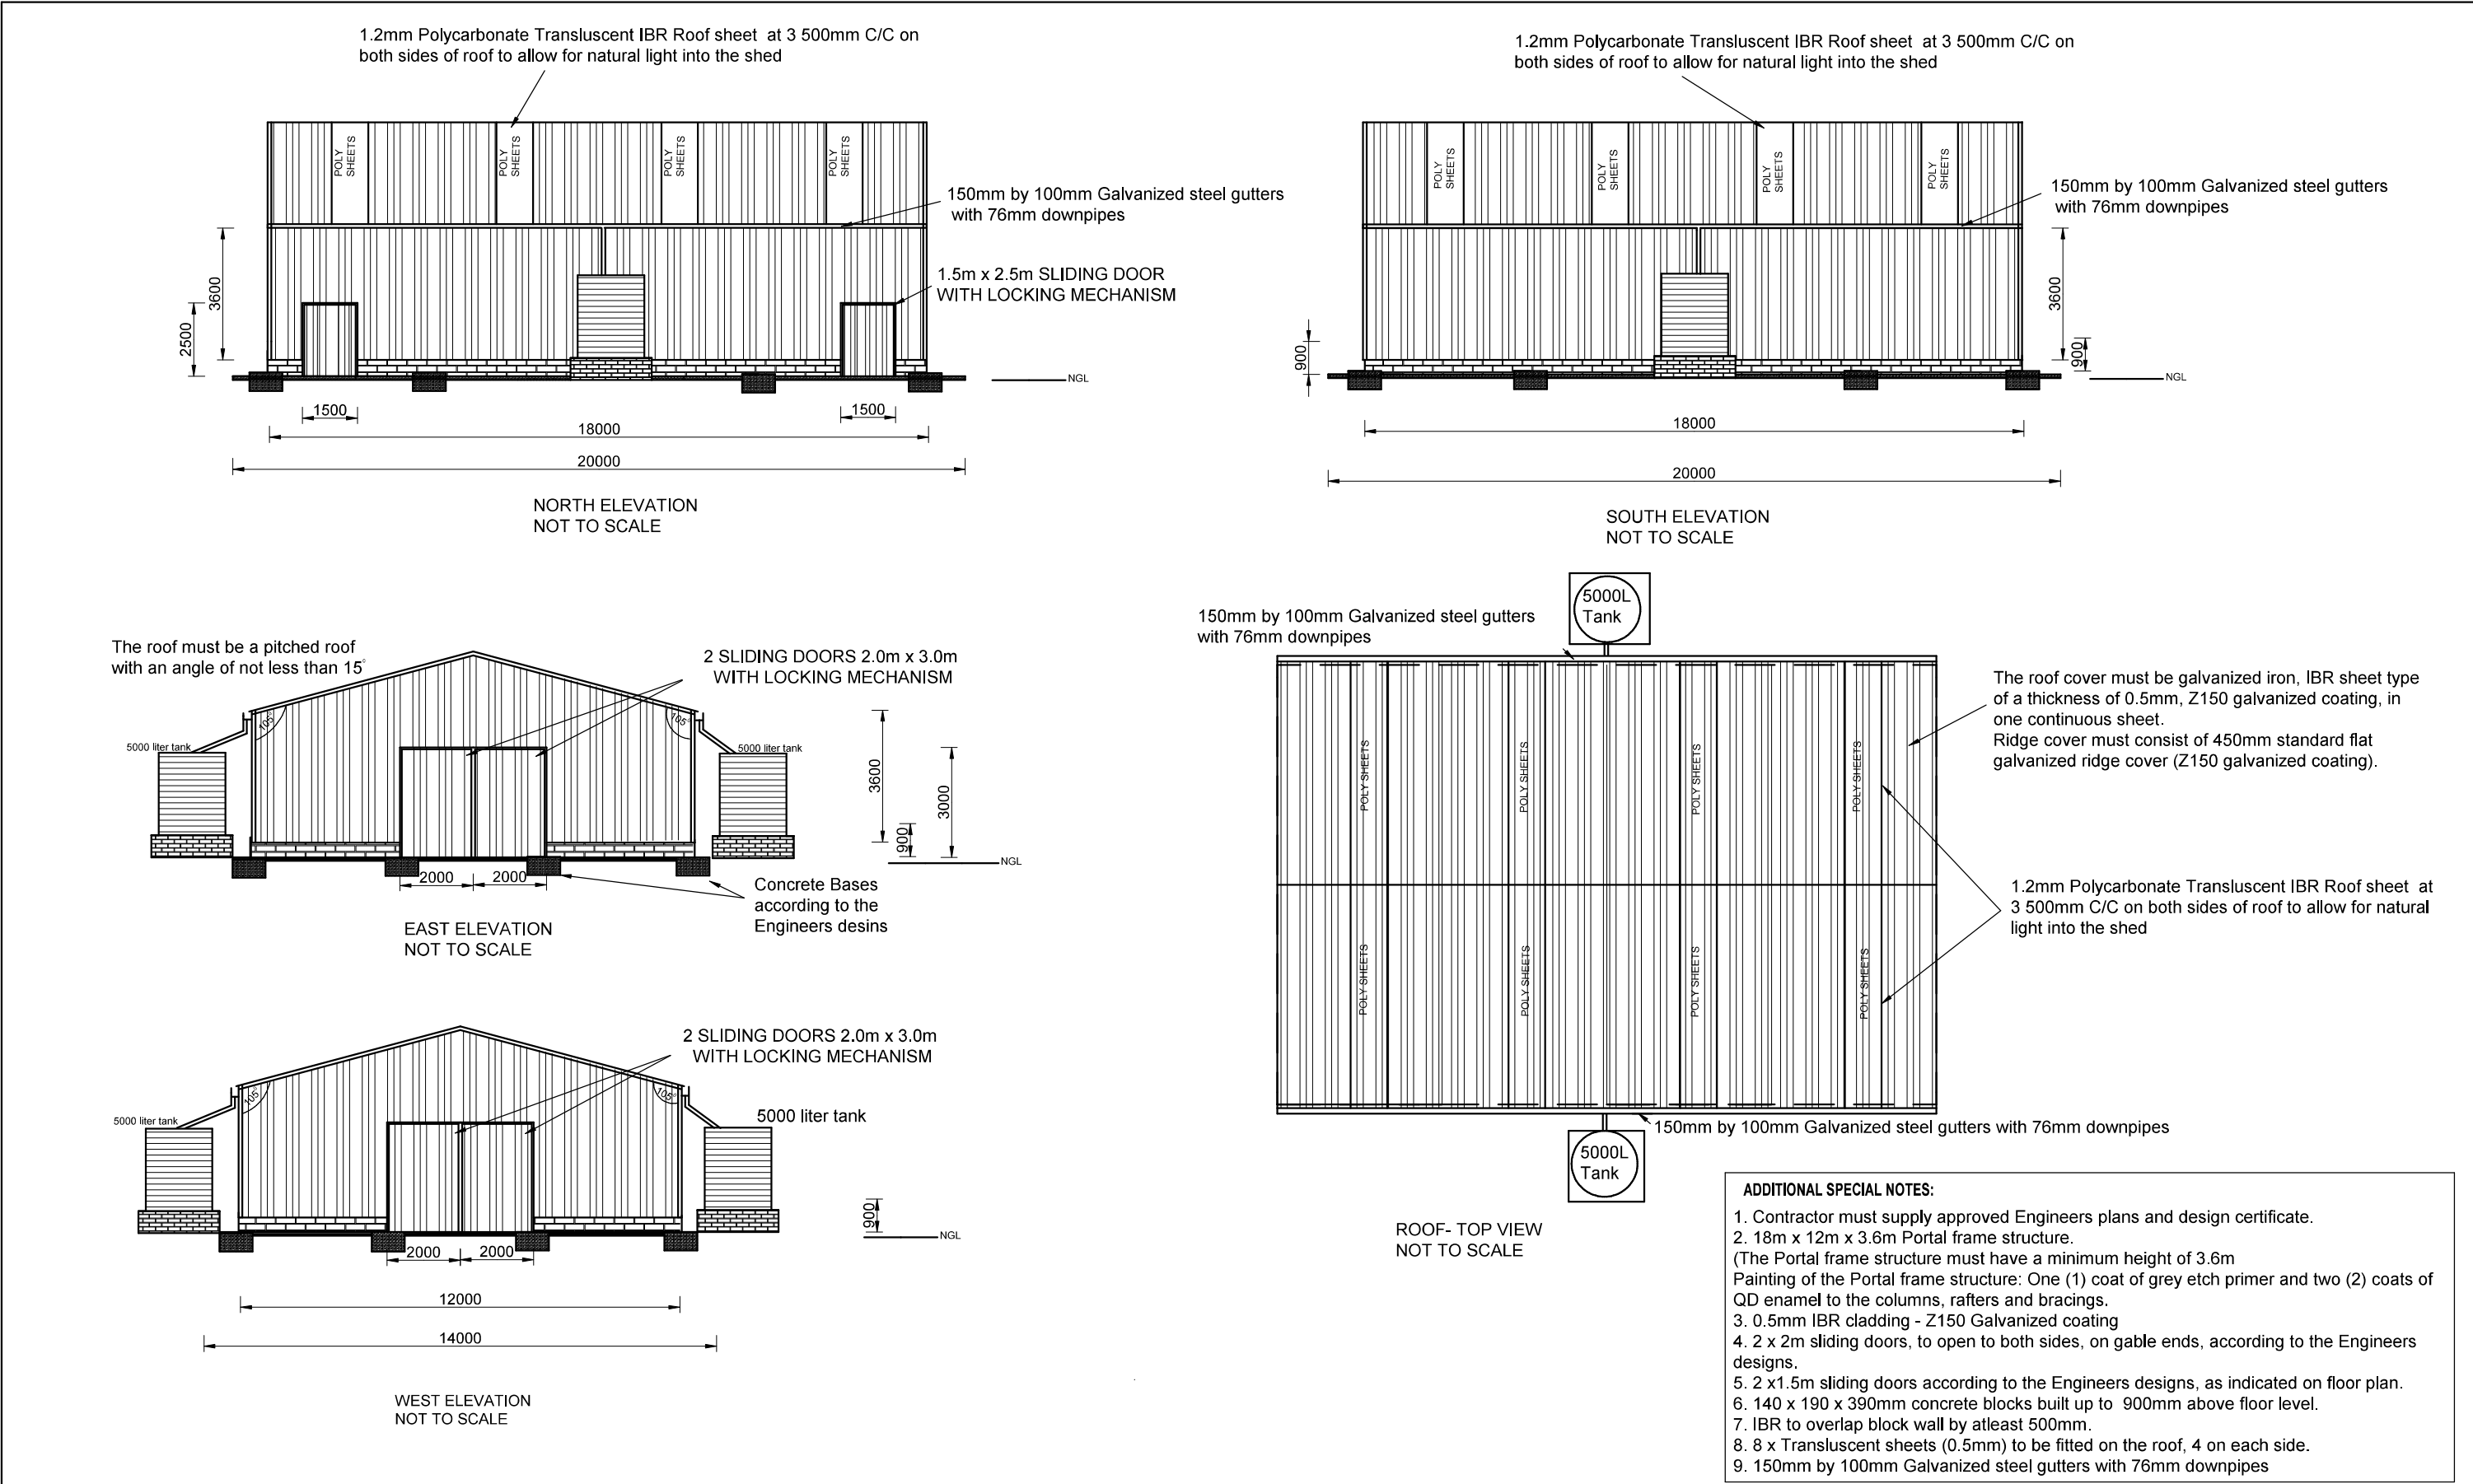 1.2mm Polycarbonate Transluscent IBR Roof sheet at 3 500mm C/C on
both sides of roof to allow for natural light into the shed
POLY
SHEETS
POLY
SHEETS
POLY
SHEETS
POLY
SHEETS
150mm by 100mm Galvanized steel gutters
with 76mm downpipes
1.5m x 2.5m SLIDING DOOR
WITH LOCKING MECHANISM
3600
2500
NGL
1500
1500
18000
20000
NORTH ELEVATION
NOT TO SCALE
1.2mm Polycarbonate Transluscent IBR Roof sheet at 3 500mm C/C on
both sides of roof to allow for natural light into the shed
POLY
SHEETS
POLY
SHEETS
POLY
SHEETS
POLY
SHEETS
150mm by 100mm Galvanized steel gutters
with 76mm downpipes
3600
900
900
NGL
18000
20000
SOUTH ELEVATION
NOT TO SCALE
The roof must be a pitched roof
with an angle of not less than 15°
2 SLIDING DOORS 2.0m x 3.0m
WITH LOCKING MECHANISM
105°
105°
5000 liter tank
5000 liter tank
3600
3000
900
NGL
2000
2000
Concrete Bases
according to the
Engineers desins
EAST ELEVATION
NOT TO SCALE
2 SLIDING DOORS 2.0m x 3.0m
WITH LOCKING MECHANISM
105°
105°
5000 liter tank
5000 liter tank
900
NGL
2000
2000
12000
14000
WEST ELEVATION
NOT TO SCALE
5000L
Tank
150mm by 100mm Galvanized steel gutters
with 76mm downpipes
The roof cover must be galvanized iron, IBR sheet type
of a thickness of 0.5mm, Z150 galvanized coating, in
one continuous sheet.
Ridge cover must consist of 450mm standard flat
galvanized ridge cover (Z150 galvanized coating).
POLY SHEETS
POLY SHEETS
POLY SHEETS
POLY SHEETS
1.2mm Polycarbonate Transluscent IBR Roof sheet at
3 500mm C/C on both sides of roof to allow for natural
light into the shed
POLY SHEETS
POLY SHEETS
POLY SHEETS
POLY SHEETS
150mm by 100mm Galvanized steel gutters with 76mm downpipes
5000L
Tank
ROOF- TOP VIEW
NOT TO SCALE
ADDITIONAL SPECIAL NOTES:
1. Contractor must supply approved Engineers plans and design certificate.
2. 18m x 12m x 3.6m Portal frame structure.
(The Portal frame structure must have a minimum height of 3.6m
Painting of the Portal frame structure: One (1) coat of grey etch primer and two (2) coats of
QD enamel to the columns, rafters and bracings.
3. 0.5mm IBR cladding - Z150 Galvanized coating
4. 2 x 2m sliding doors, to open to both sides, on gable ends, according to the Engineers
designs.
5. 2 x1.5m sliding doors according to the Engineers designs, as indicated on floor plan.
6. 140 x 190 x 390mm concrete blocks built up to 900mm above floor level.
7. IBR to overlap block wall by atleast 500mm.
8. 8 x Transluscent sheets (0.5mm) to be fitted on the roof, 4 on each side.
9. 150mm by 100mm Galvanized steel gutters with 76mm downpipes